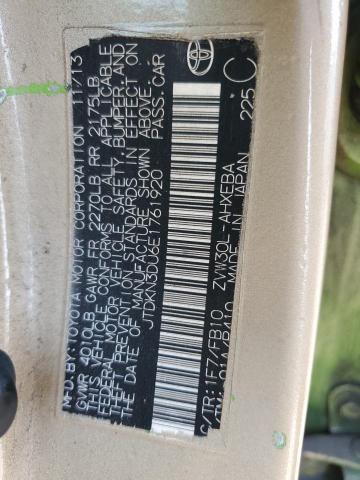 MFD.BY:TOYOTA MOTOR CORPORATION 11/13
GVWR 4010LB GAWR FR 2270LB RR 2175LB
THIS VEHICLE CONFORMS TO ALL APPLICABLE
FEDERAL MOTOR VEHICLE SAFETY, BUMPER, AND
THEFT PREVENTION STANDARDS IN EFFECT ON
THE DATE OF MANUFACTURE SHOWN ABOVE.
JTDKN3DU6E1761920 PASS.CAR
ZVW30L-AHXEBA 225 C
C/TR:1F7/FB10
MADE IN JAPAN